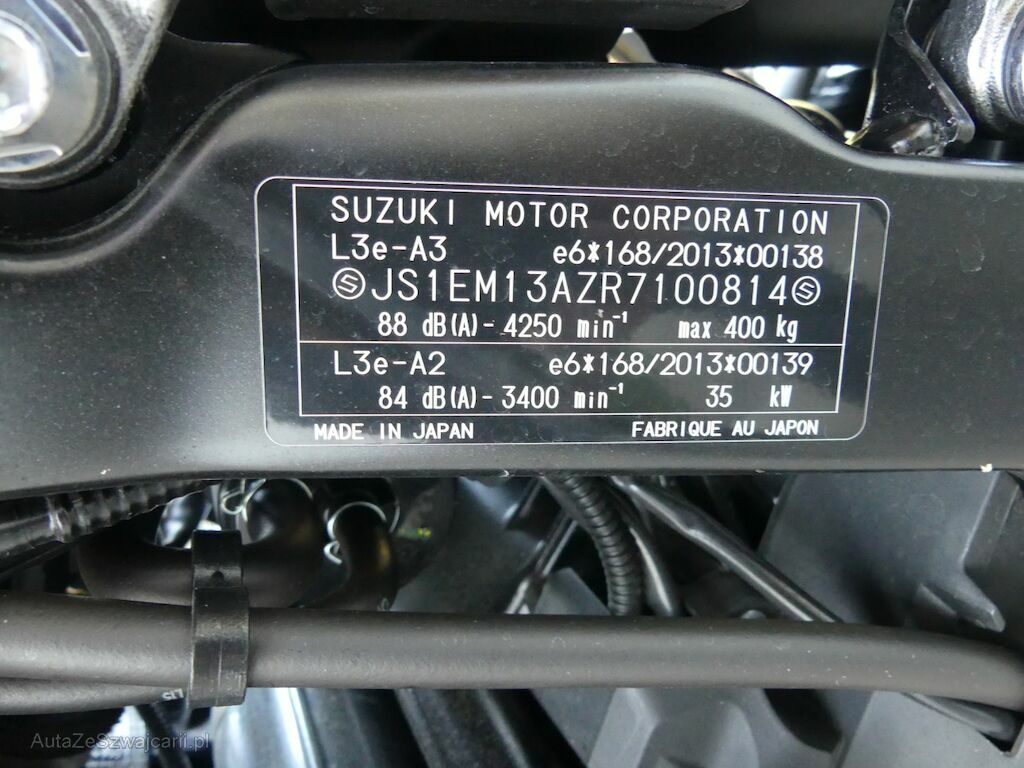 SUZUKI MOTOR CORPORATION
L3e-A3 e6*168/2013*00138
JS1EM13AZR7100814
88 dB(A)- 4250 min⁻¹ max 400 kg
L3e-A2 e6*168/2013*00139
84 dB(A)- 3400 min⁻¹ 35 kW
MADE IN JAPAN FABRIQUE AU JAPON
AutaZeSzwajcarii.pl